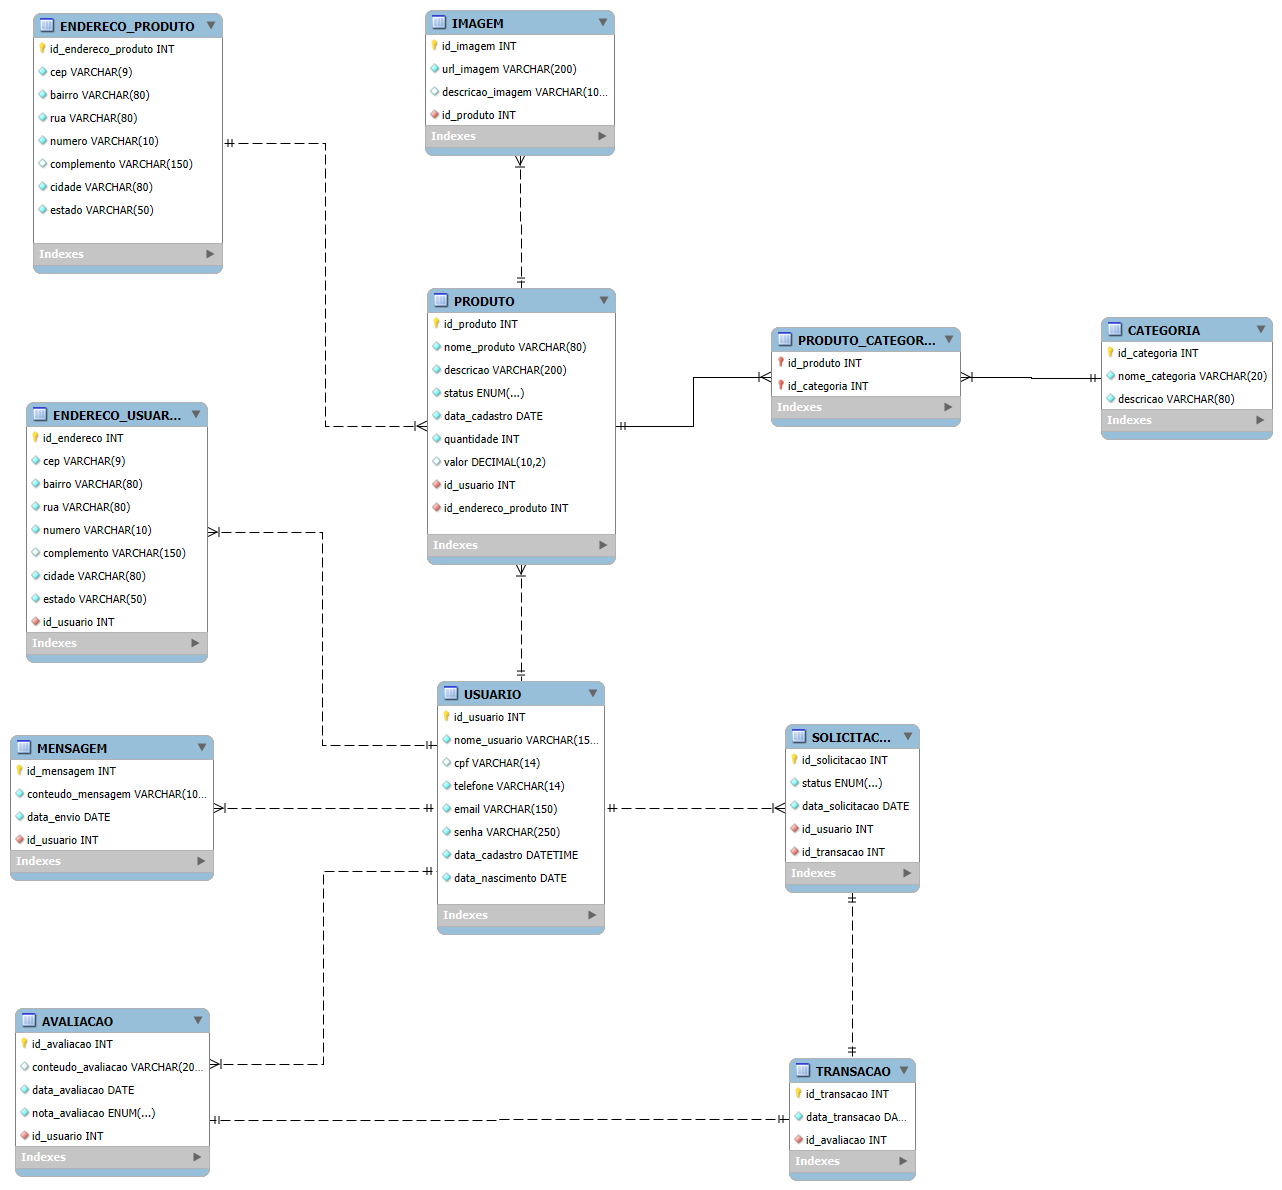 ENDERECO_PRODUTO
id_endereco_produto INT
cep VARCHAR(9)
bairro VARCHAR(80)
rua VARCHAR(80)
numero VARCHAR(10)
complemento VARCHAR(150)
cidade VARCHAR(80)
estado VARCHAR(50)
Indexes
IMAGEM
id_imagem INT
url_imagem VARCHAR(200)
descricao_imagem VARCHAR(10...
id_produto INT
Indexes
PRODUTO
id_produto INT
nome_produto VARCHAR(80)
descricao VARCHAR(200)
status ENUM(...)
data_cadastro DATE
quantidade INT
valor DECIMAL(10,2)
id_usuario INT
id_endereco_produto INT
Indexes
PRODUTO_CATEGOR...
id_produto INT
id_categoria INT
Indexes
CATEGORIA
id_categoria INT
nome_categoria VARCHAR(20)
descricao VARCHAR(80)
Indexes
ENDERECO_USUAR...
id_endereco INT
cep VARCHAR(9)
bairro VARCHAR(80)
rua VARCHAR(80)
numero VARCHAR(10)
complemento VARCHAR(150)
cidade VARCHAR(80)
estado VARCHAR(50)
id_usuario INT
Indexes
USUARIO
id_usuario INT
nome_usuario VARCHAR(15...
cpf VARCHAR(14)
telefone VARCHAR(14)
email VARCHAR(150)
senha VARCHAR(250)
data_cadastro DATETIME
data_nascimento DATE
Indexes
MENSAGEM
id_mensagem INT
conteudo_mensagem VARCHAR(10...
data_envio DATE
id_usuario INT
Indexes
SOLICITAC...
id_solicitacao INT
status ENUM(...)
data_solicitacao DATE
id_usuario INT
id_transacao INT
Indexes
AVALIACAO
id_avaliacao INT
conteudo_avaliacao VARCHAR(20...
data_avaliacao DATE
nota_avaliacao ENUM(...)
id_usuario INT
Indexes
TRANSACAO
id_transacao INT
data_transacao DA...
id_avaliacao INT
Indexes